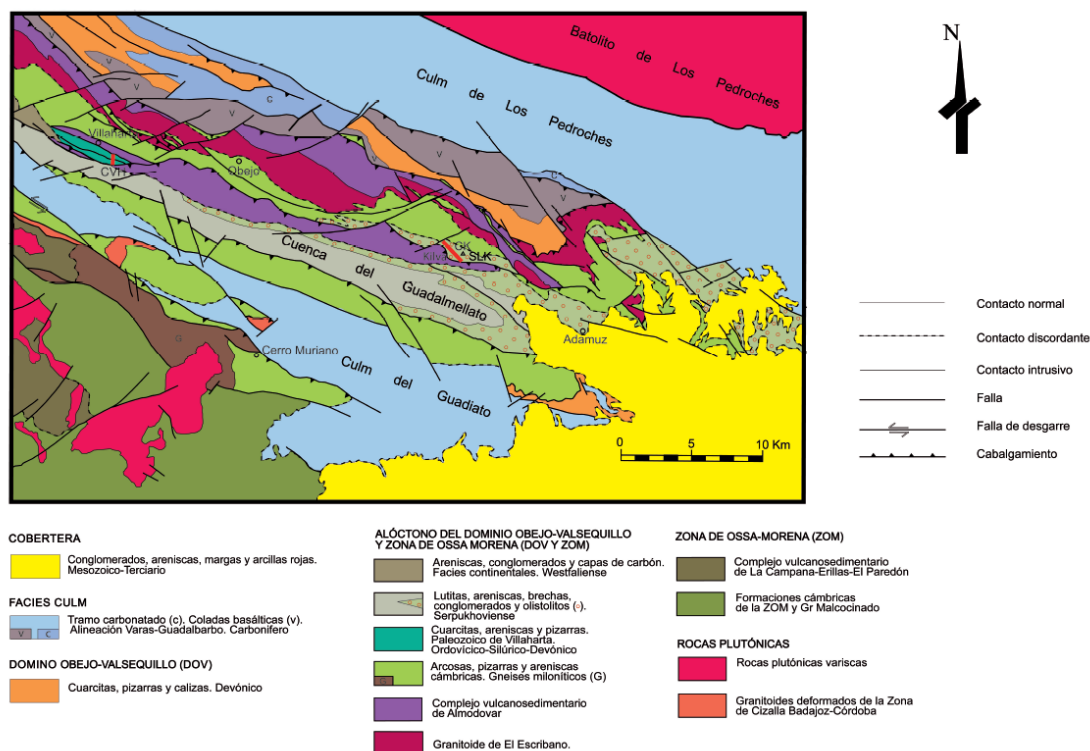 Batolito de Los Pedroches
Culm de Los Pedroches
N
c
v
v
v
v
c
v
Villaharta
CVH
Obejo
CK
SLK
Cuenca del
Guadalmellato
G
Cerro Muriano
Culm del
Guadiato
Adamuz
0 5 10 Km
Contacto normal
Contacto discordante
Contacto intrusivo
Falla
Falla de desgarre
Cabalgamiento
COBERTERA
Conglomerados, areniscas, margas y arcillas rojas.
Mesozoico-Terciario
FACIES CULM
Tramo carbonatado (c). Coladas basálticas (v).
Alineación Varas-Guadalbarbo. Carbonifero
V C
DOMINO OBEJO-VALSEQUILLO (DOV)
Cuarcitas, pizarras y calizas. Devónico
ALÓCTONO DEL DOMINIO OBEJO-VALSEQUILLO
Y ZONA DE OSSA MORENA (DOV Y ZOM)
Areniscas, conglomerados y capas de carbón.
Facies continentales. Westfaliense
Lutitas, areniscas, brechas,
conglomerados y olistolitos ( ).
Serpukhoviense
Cuarcitas, areniscas y pizarras.
Paleozoico de Villaharta.
Ordovícico-Silúrico-Devónico
Arcosas, pizarras y areniscas
cámbricas. Gneises miloníticos (G)
G
Complejo vulcanosedimentario
de Almodovar
Granitoide de El Escribano.
ZONA DE OSSA-MORENA (ZOM)
Complejo vulcanosedimentario
de La Campana-Erillas-El Paredón
Formaciones cámbricas
de la ZOM y Gr Malcocinado
ROCAS PLUTÓNICAS
Rocas plutónicas variscas
Granitoides deformados de la Zona
de Cizalla Badajoz-Córdoba